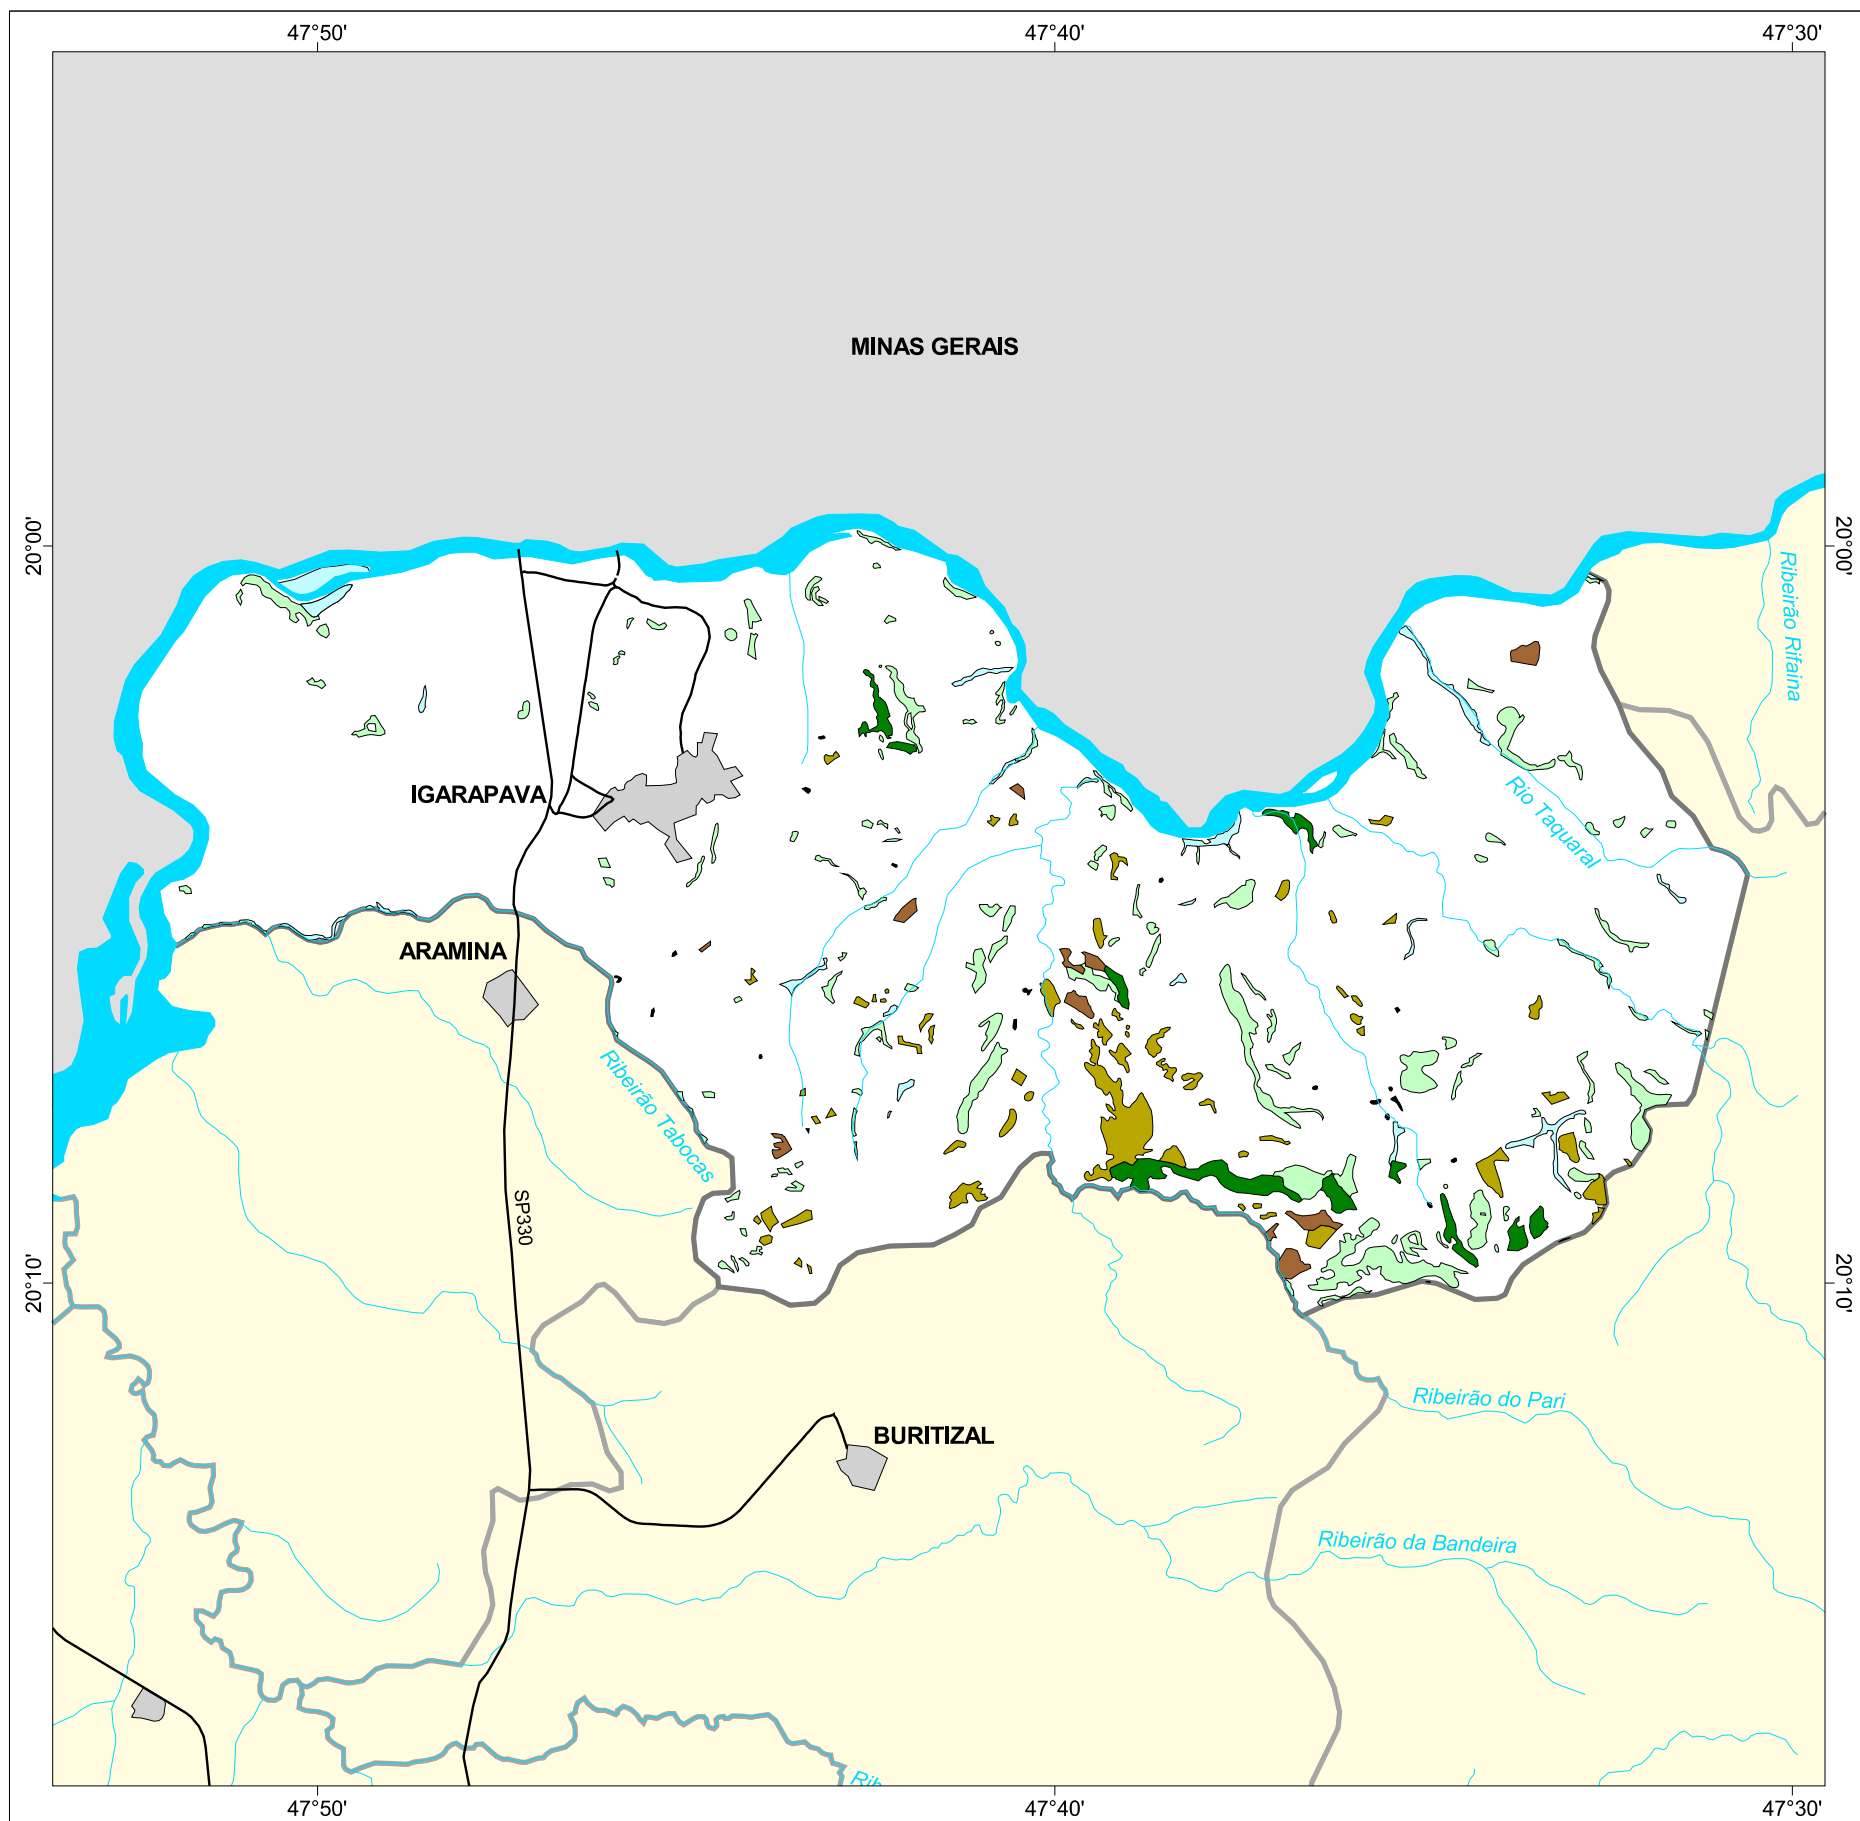 47°50'
47°40'
47°30'
MINAS GERAIS
20°00'
20°00'
Ribeirão Rifaina
IGARAPAVA
Rio Taquaral
ARAMINA
Ribeirão Tabocas
SP330
20°10'
20°10'
Ribeirão do Pari
BURITIZAL
Ribeirão da Bandeira
47°50'
47°40'
47°30'